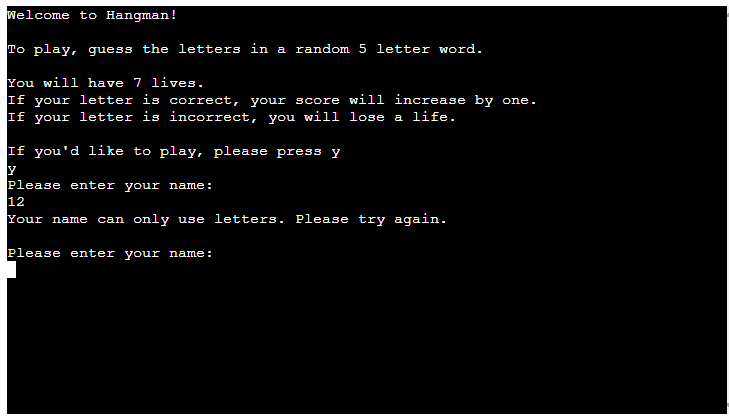 Welcome to Hangman!
To play, guess the letters in a random 5 letter word.
You will have 7 lives.
If your letter is correct, your score will increase by one.
If your letter is incorrect, you will lose a life.
If you'd like to play, please press y
y
Please enter your name:
12
Your name can only use letters. Please try again.
Please enter your name: